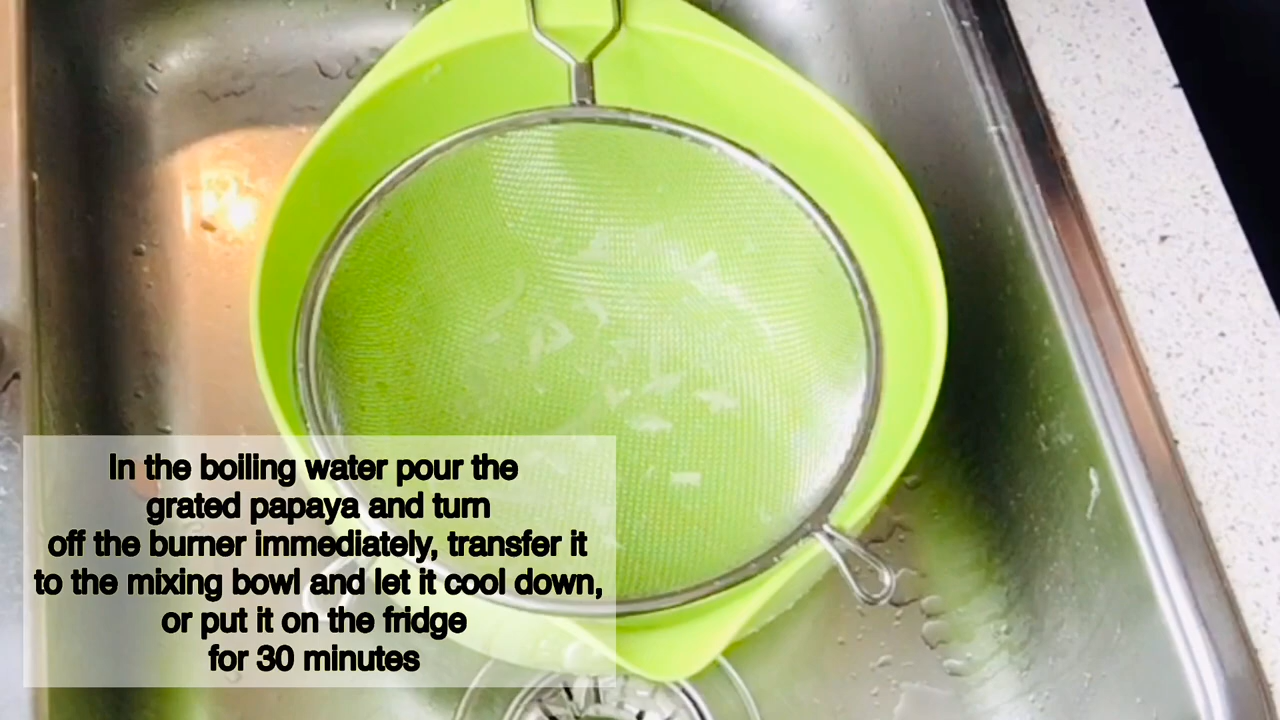 In the boiling water pour the
grated papaya and turn
off the burner immediately, transfer it
to the mixing bowl and let it cool down,
or put it on the fridge
for 30 minutes